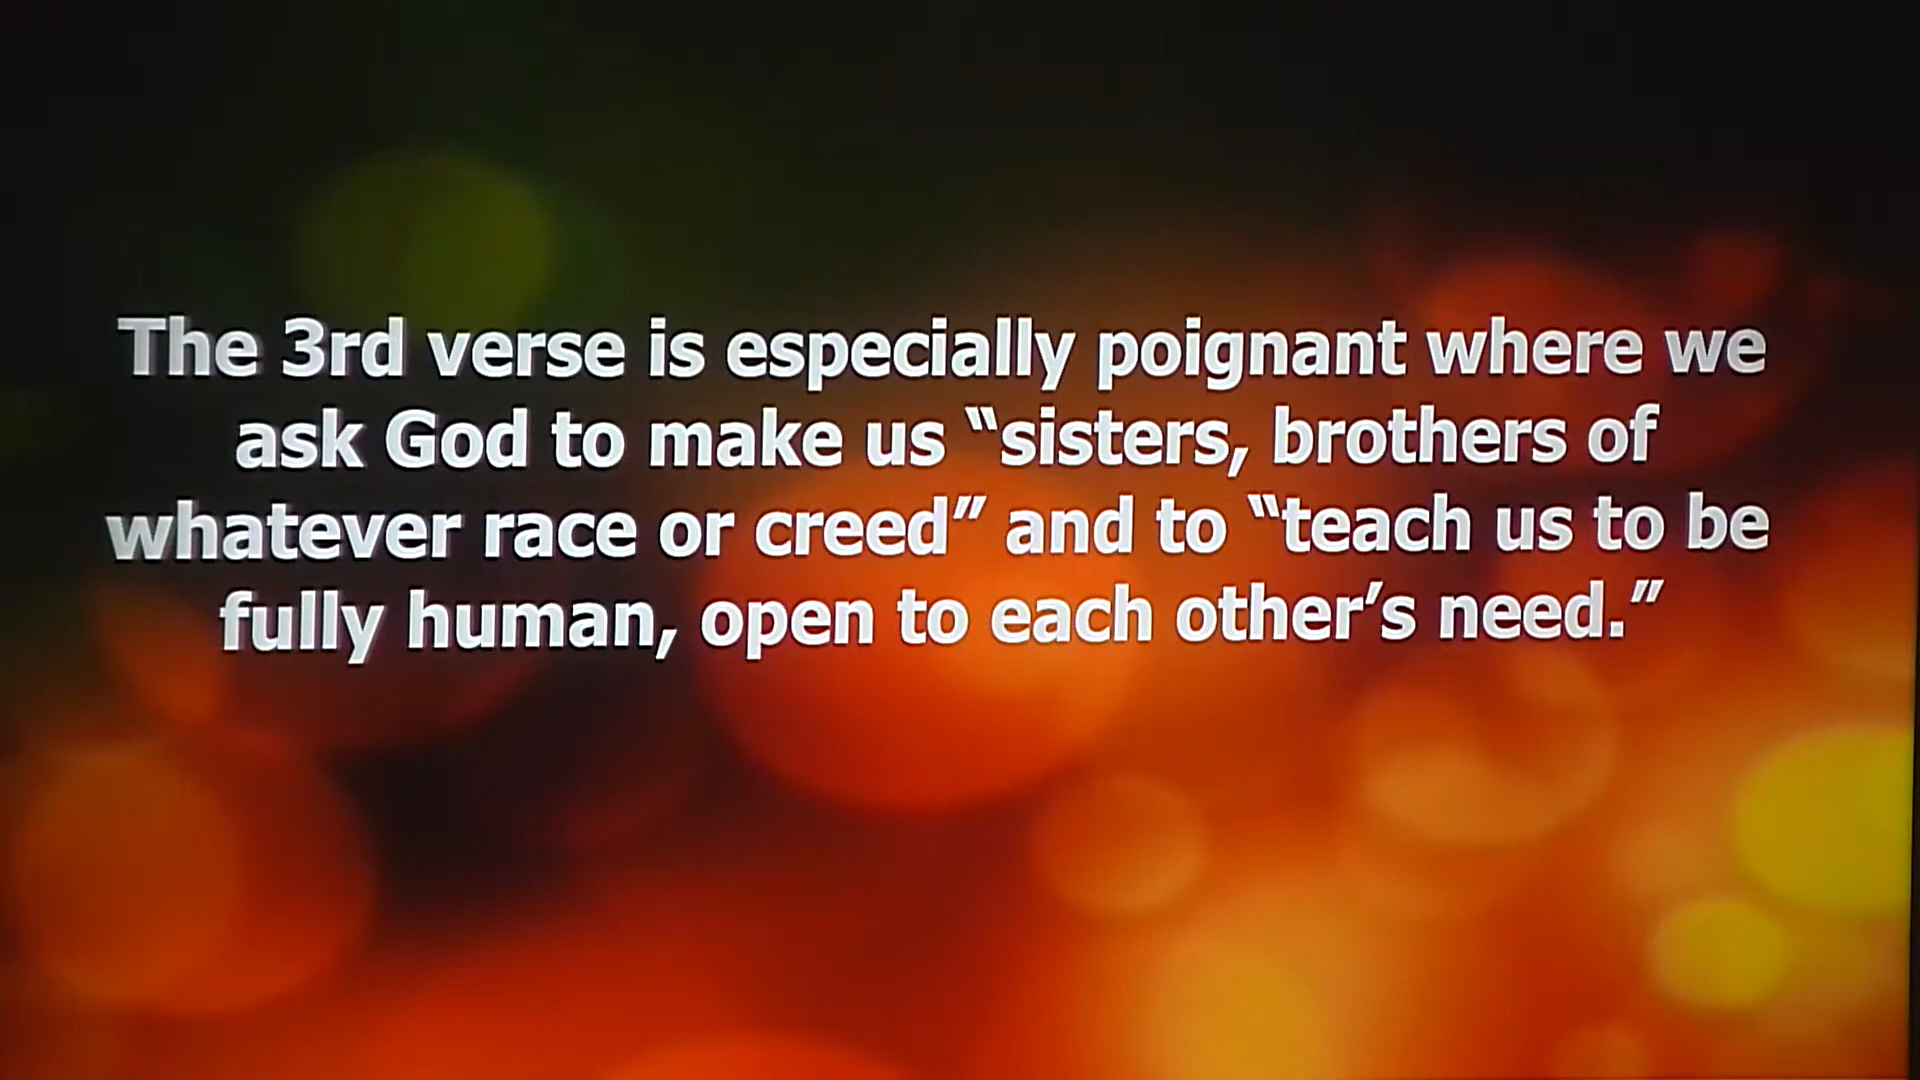 The 3rd verse is especially poignant where we
ask God to make us “sisters, brothers of
whatever race or creed” and to “teach us to be
fully human, open to each other’s need.”